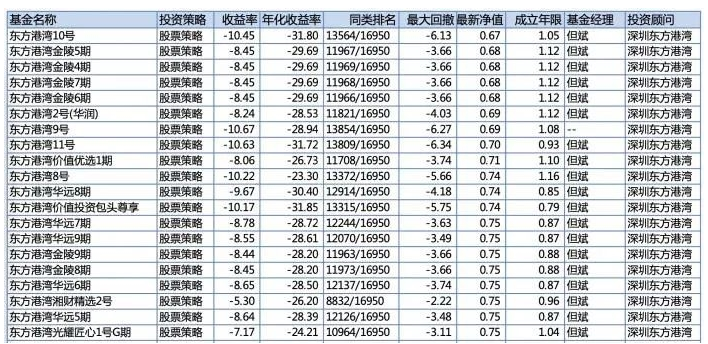 基金名称 投资策略 收益率 年化收益率 同类排名 最大回撤 最新净值 成立年限 基金经理 投资顾问
东方港湾10号 股票策略 -10.45 -31.80 13564/16950 -6.13 0.67 1.05 但斌 深圳东方港湾
东方港湾金陵5期 股票策略 -8.45 -29.69 11967/16950 -3.66 0.68 1.12 但斌 深圳东方港湾
东方港湾金陵4期 股票策略 -8.45 -29.69 11969/16950 -3.66 0.68 1.12 但斌 深圳东方港湾
东方港湾金陵7期 股票策略 -8.45 -29.69 11968/16950 -3.66 0.68 1.12 但斌 深圳东方港湾
东方港湾金陵6期 股票策略 -8.45 -29.69 11966/16950 -3.66 0.68 1.12 但斌 深圳东方港湾
东方港湾2号(华润) 股票策略 -8.24 -28.53 11821/16950 -4.03 0.69 1.12 但斌 深圳东方港湾
东方港湾9号 股票策略 -10.67 -28.94 13854/16950 -6.27 0.69 1.08 -- 深圳东方港湾
东方港湾11号 股票策略 -10.63 -31.72 13809/16950 -6.34 0.70 0.93 但斌 深圳东方港湾
东方港湾价值优选1期 股票策略 -8.06 -26.73 11708/16950 -3.74 0.71 1.10 但斌 深圳东方港湾
东方港湾8号 股票策略 -10.22 -23.30 13372/16950 -5.66 0.74 1.16 但斌 深圳东方港湾
东方港湾华远8期 股票策略 -9.67 -30.40 12914/16950 -4.18 0.74 0.85 但斌 深圳东方港湾
东方港湾价值投资包头尊享 股票策略 -10.17 -31.85 13315/16950 -5.75 0.74 0.79 但斌 深圳东方港湾
东方港湾华远7期 股票策略 -8.78 -28.72 12244/16950 -3.63 0.75 0.87 但斌 深圳东方港湾
东方港湾华远9期 股票策略 -8.55 -28.61 12070/16950 -3.49 0.75 0.87 但斌 深圳东方港湾
东方港湾金陵9期 股票策略 -8.44 -28.20 11963/16950 -3.66 0.75 0.88 但斌 深圳东方港湾
东方港湾金陵8期 股票策略 -8.45 -28.20 11973/16950 -3.66 0.75 0.88 但斌 深圳东方港湾
东方港湾华远6期 股票策略 -8.65 -28.50 12137/16950 -3.74 0.75 0.87 但斌 深圳东方港湾
东方港湾湘财精选2号 股票策略 -5.30 -26.20 8832/16950 -2.22 0.75 0.96 但斌 深圳东方港湾
东方港湾华远5期 股票策略 -8.64 -28.39 12126/16950 -3.48 0.75 0.87 但斌 深圳东方港湾
东方港湾光耀匠心1号G期 股票策略 -7.17 -24.21 10964/16950 -3.11 0.75 1.04 但斌 深圳东方港湾